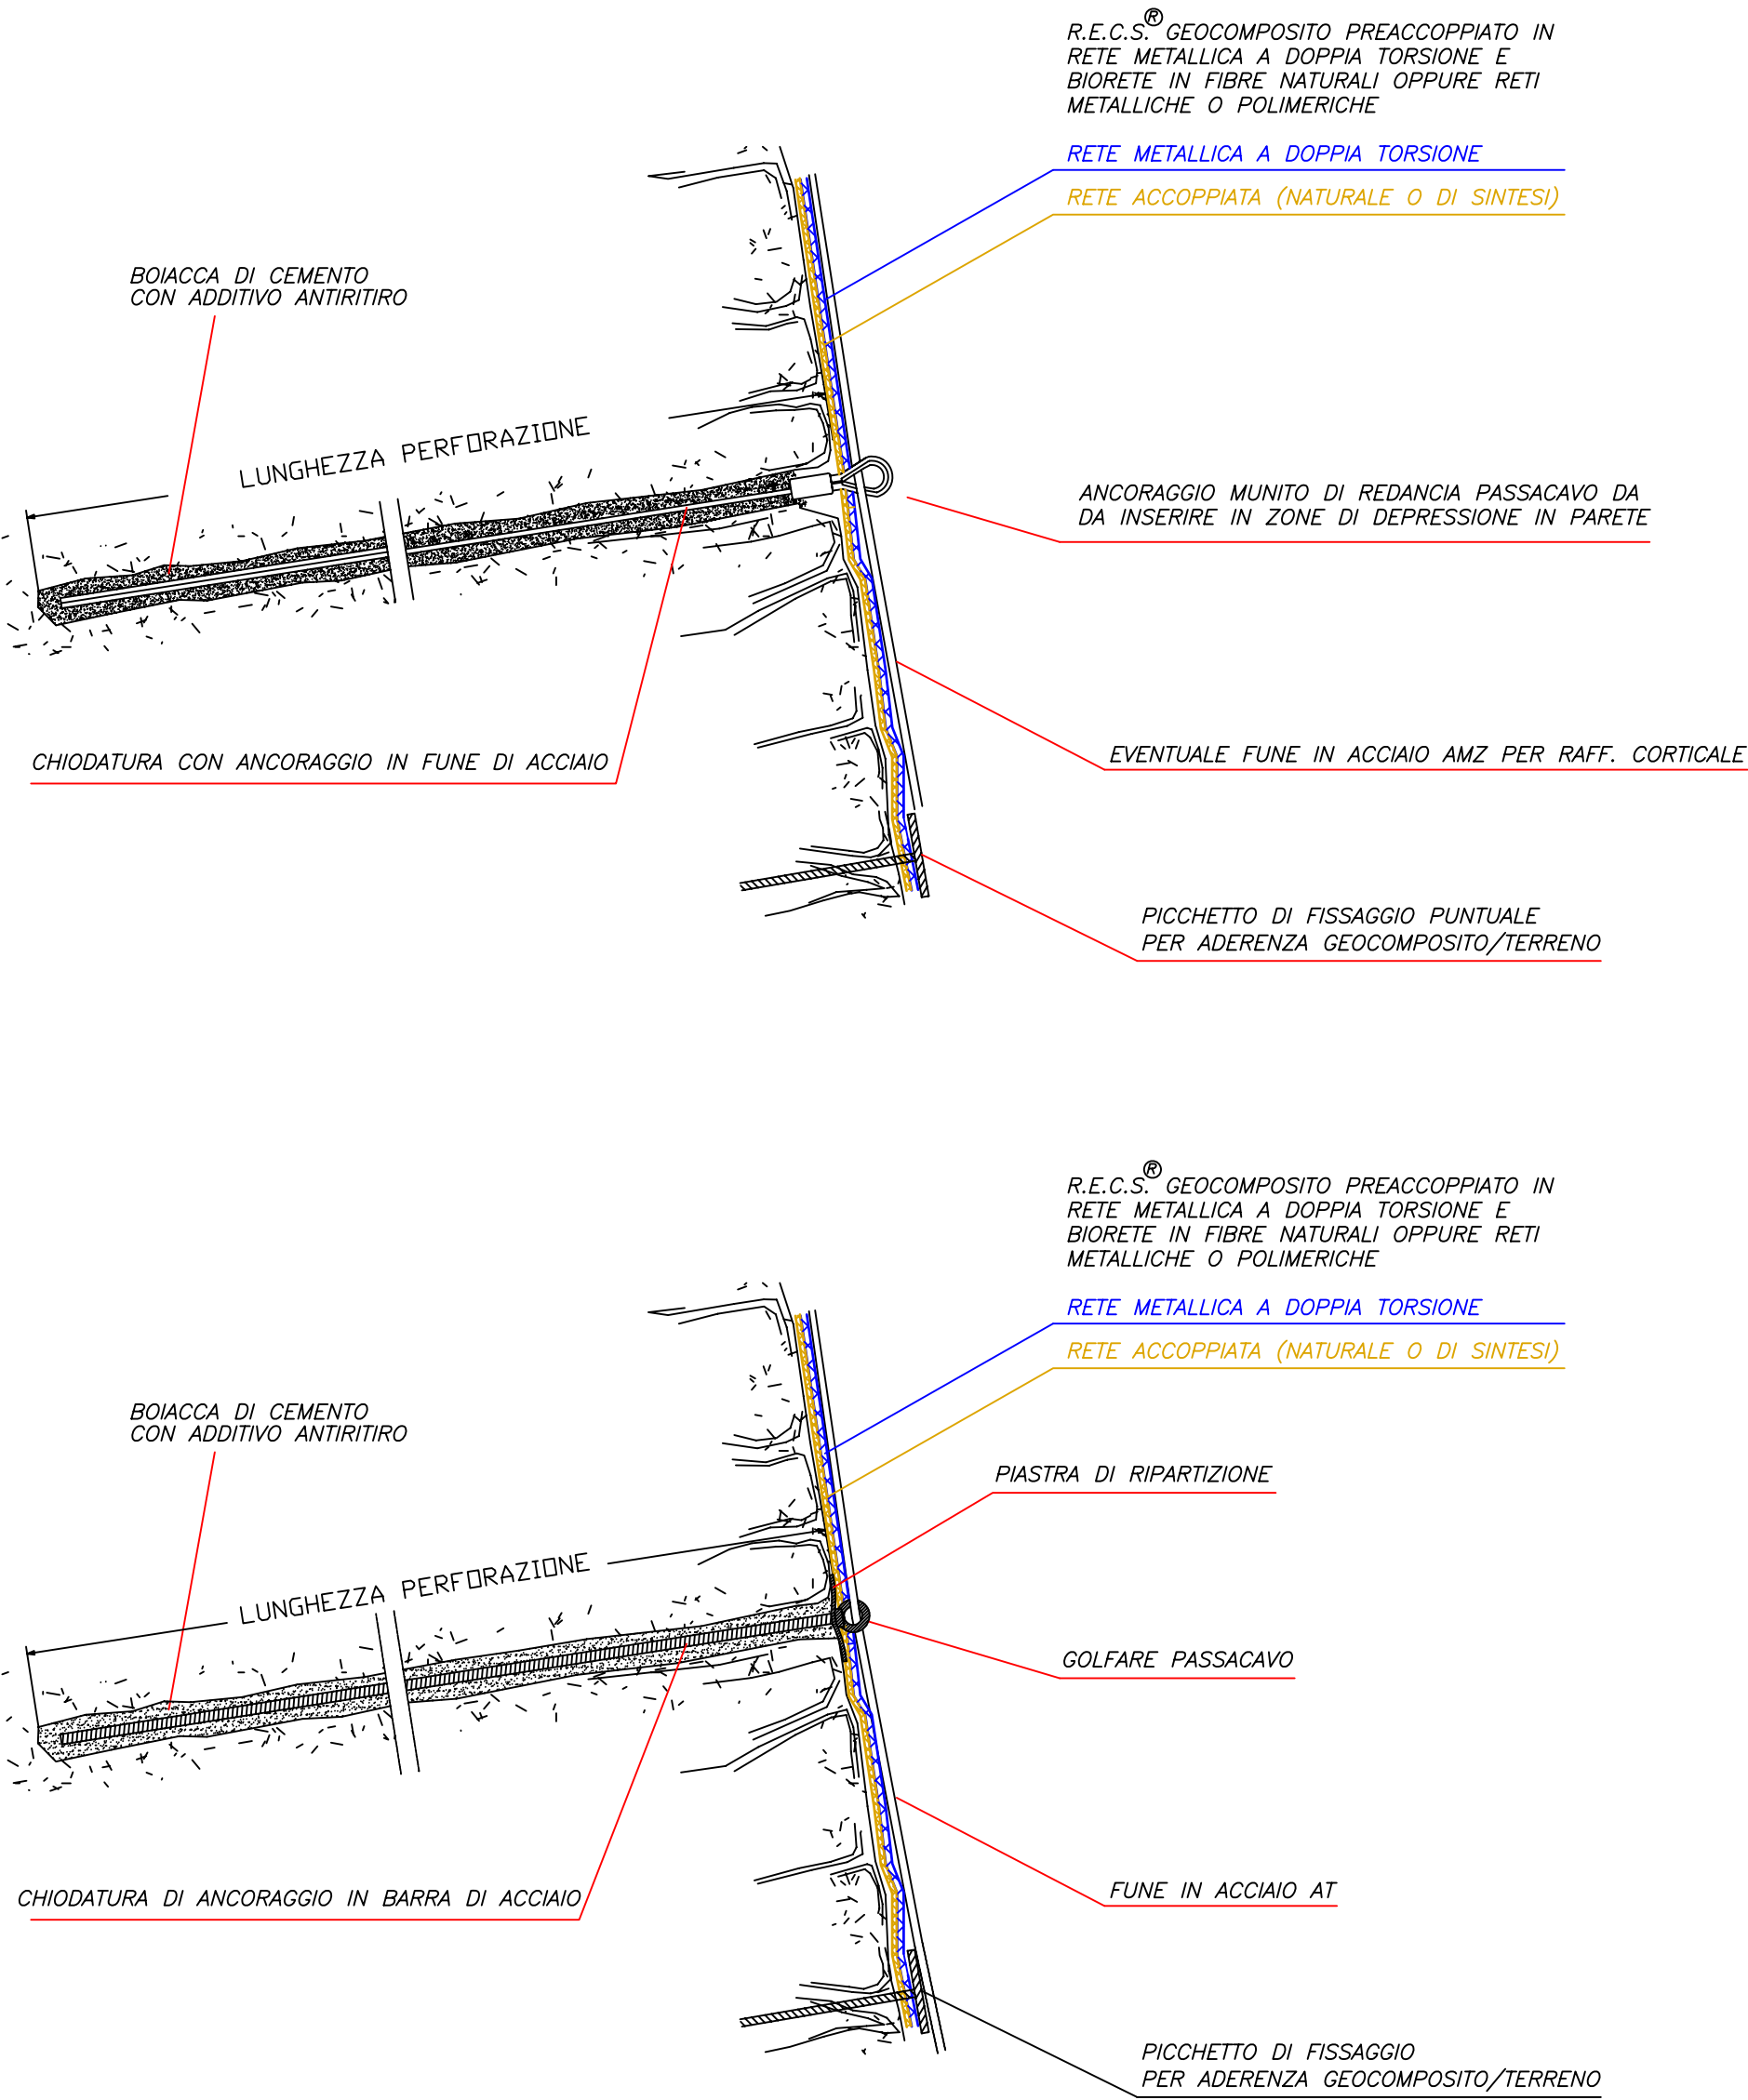 R.E.C.S.® GEOCOMPOSITO PREACCOPPIATO IN
RETE METALLICA A DOPPIA TORSIONE E
BIORETE IN FIBRE NATURALI OPPURE RETI
METALLICHE O POLIMERICHE
RETE METALLICA A DOPPIA TORSIONE
RETE ACCOPPIATA (NATURALE O DI SINTESI)
BOIACCA DI CEMENTO
CON ADDITIVO ANTIRITIRO
LUNGHEZZA PERFORAZIONE
ANCORAGGIO MUNITO DI REDANCIA PASSACAVO DA
DA INSERIRE IN ZONE DI DEPRESSIONE IN PARETE
CHIODATURA CON ANCORAGGIO IN FUNE DI ACCIAIO
EVENTUALE FUNE IN ACCIAIO AMZ PER RAFF. CORTICALE
PICCHETTO DI FISSAGGIO PUNTUALE
PER ADERENZA GEOCOMPOSITO/TERRENO
R.E.C.S.® GEOCOMPOSITO PREACCOPPIATO IN
RETE METALLICA A DOPPIA TORSIONE E
BIORETE IN FIBRE NATURALI OPPURE RETI
METALLICHE O POLIMERICHE
RETE METALLICA A DOPPIA TORSIONE
RETE ACCOPPIATA (NATURALE O DI SINTESI)
BOIACCA DI CEMENTO
CON ADDITIVO ANTIRITIRO
PIASTRA DI RIPARTIZIONE
LUNGHEZZA PERFORAZIONE
GOLFARE PASSACAVO
CHIODATURA DI ANCORAGGIO IN BARRA DI ACCIAIO
FUNE IN ACCIAIO AT
PICCHETTO DI FISSAGGIO
PER ADERENZA GEOCOMPOSITO/TERRENO